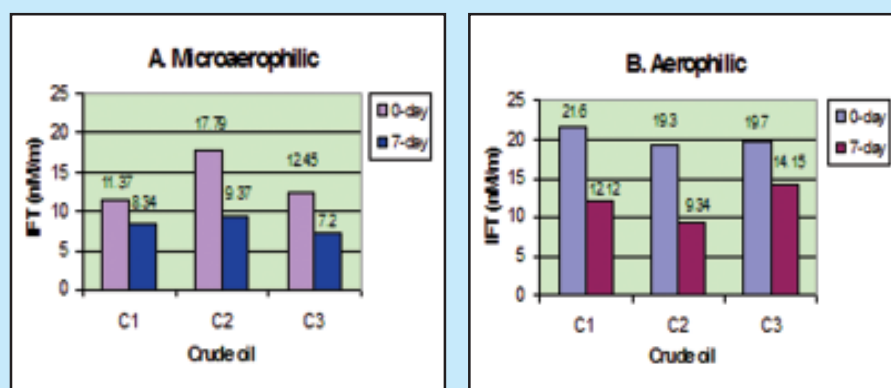 A. Microaerophilic
25
20
15
10
5
0
IFT (nM/m)
11.37
8.34
17.79
9.37
12.45
7.2
C1 C2 C3
Crude oil
0-day
7-day
B. Aerophilic
25
20
15
10
5
0
IFT (nM/m)
21.6
12.12
19.3
9.34
19.7
14.15
C1 C2 C3
Crude oil
0-day
7-day